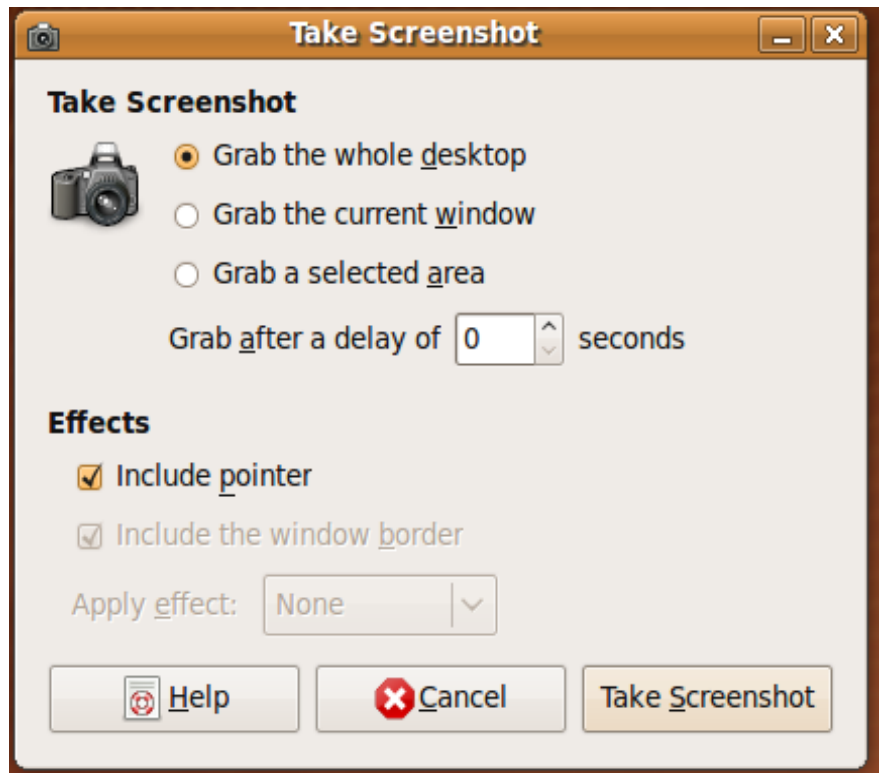 Take Screenshot
Take Screenshot
Grab the whole desktop
Grab the current window
Grab a selected area
Grab after a delay of 0 seconds
Effects
Include pointer
Include the window border
Apply effect: None
Help Cancel Take Screenshot